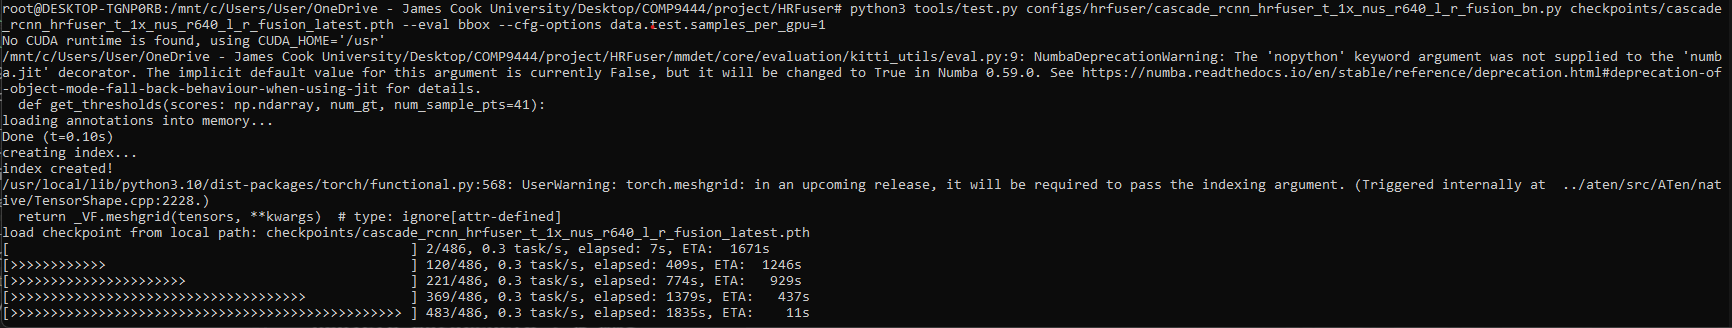 root@DESKTOP-TGNP0RB:/mnt/c/Users/User/OneDrive - James Cook University/Desktop/COMP9444/project/HRFuser# python3 tools/test.py configs/hrfuser/cascade_rcnn_hrfuser_t_1x_nus_r640_l_r_fusion_bn.py checkpoints/cascade
_rcnn_hrfuser_t_1x_nus_r640_l_r_fusion_latest.pth --eval bbox --cfg-options data.test.samples_per_gpu=1
No CUDA runtime is found, using CUDA_HOME='/usr'
/mnt/c/Users/User/OneDrive - James Cook University/Desktop/COMP9444/project/HRFuser/mmdet/core/evaluation/kitti_utils/eval.py:9: NumbaDeprecationWarning: The 'nopython' keyword argument was not supplied to the 'numb
a.jit' decorator. The implicit default value for this argument is currently False, but it will be changed to True in Numba 0.59.0. See https://numba.readthedocs.io/en/stable/reference/deprecation.html#deprecation-of
-object-mode-fall-back-behaviour-when-using-jit for details.
  def get_thresholds(scores: np.ndarray, num_gt, num_sample_pts=41):
loading annotations into memory...
Done (t=0.10s)
creating index...
index created!
/usr/local/lib/python3.10/dist-packages/torch/functional.py:568: UserWarning: torch.meshgrid: in an upcoming release, it will be required to pass the indexing argument. (Triggered internally at  ../aten/src/ATen/nat
ive/TensorShape.cpp:2228.)
  return _VF.meshgrid(tensors, **kwargs)  # type: ignore[attr-defined]
load checkpoint from local path: checkpoints/cascade_rcnn_hrfuser_t_1x_nus_r640_l_r_fusion_latest.pth
[                                                  ] 2/486, 0.3 task/s, elapsed: 7s, ETA:  1671s
[>>>>>>>>>>>>                                      ] 120/486, 0.3 task/s, elapsed: 409s, ETA:  1246s
[>>>>>>>>>>>>>>>>>>>>>>                            ] 221/486, 0.3 task/s, elapsed: 774s, ETA:   929s
[>>>>>>>>>>>>>>>>>>>>>>>>>>>>>>>>>>>>>             ] 369/486, 0.3 task/s, elapsed: 1379s, ETA:   437s
[>>>>>>>>>>>>>>>>>>>>>>>>>>>>>>>>>>>>>>>>>>>>>>>>> ] 483/486, 0.3 task/s, elapsed: 1835s, ETA:    11s